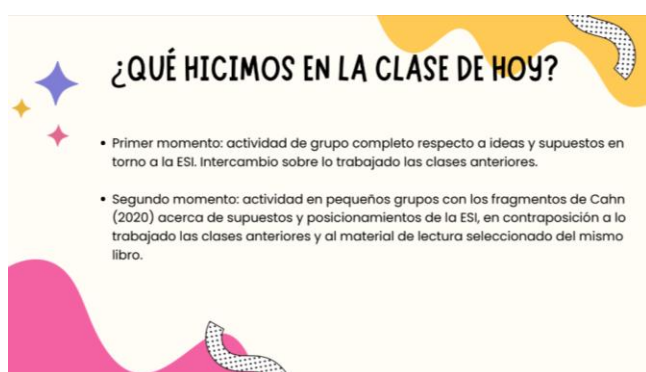 ¿QUÉ HICIMOS EN LA CLASE DE HOY?
• Primer momento: actividad de grupo completo respecto a ideas y supuestos en
torno a la ESI. Intercambio sobre lo trabajado las clases anteriores.
• Segundo momento: actividad en pequeños grupos con los fragmentos de Cahn
(2020) acerca de supuestos y posicionamientos de la ESI, en contraposición a lo
trabajado las clases anteriores y al material de lectura seleccionado del mismo
libro.